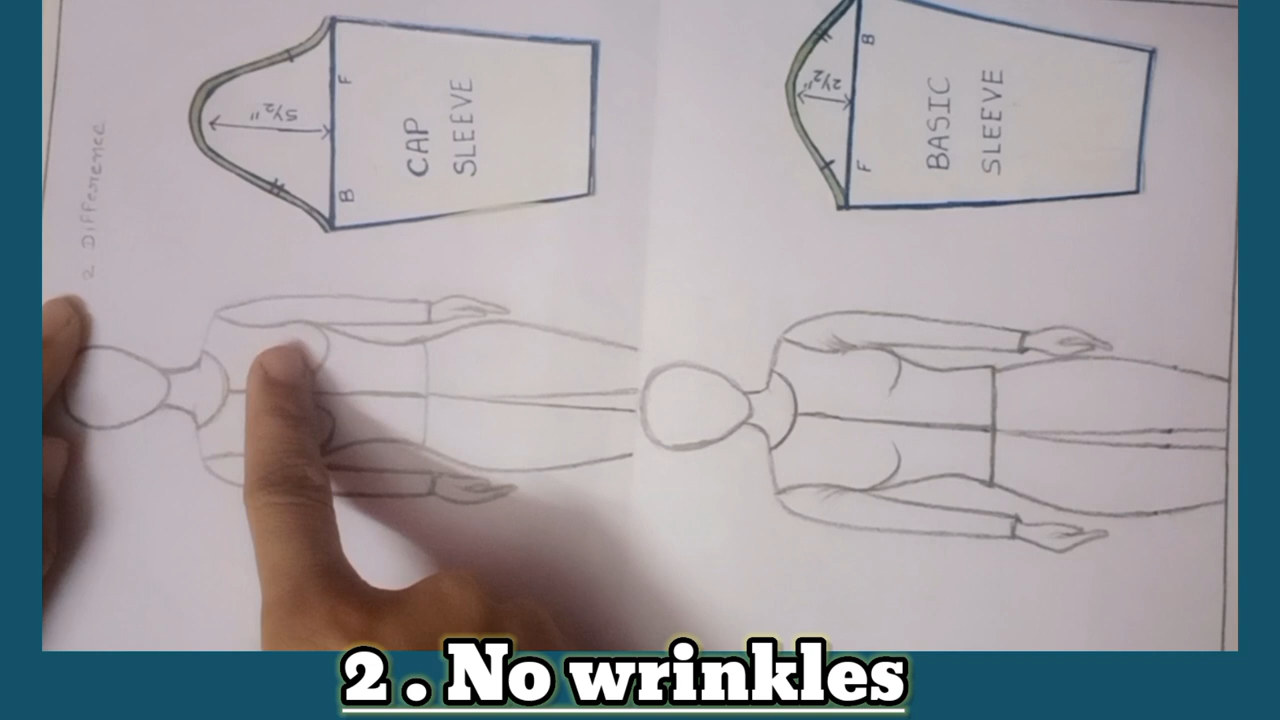 2. Difference
5½"
F
B
CAP
SLEEVE
2½"
B
F
BASIC
SLEEVE
2 . No wrinkles